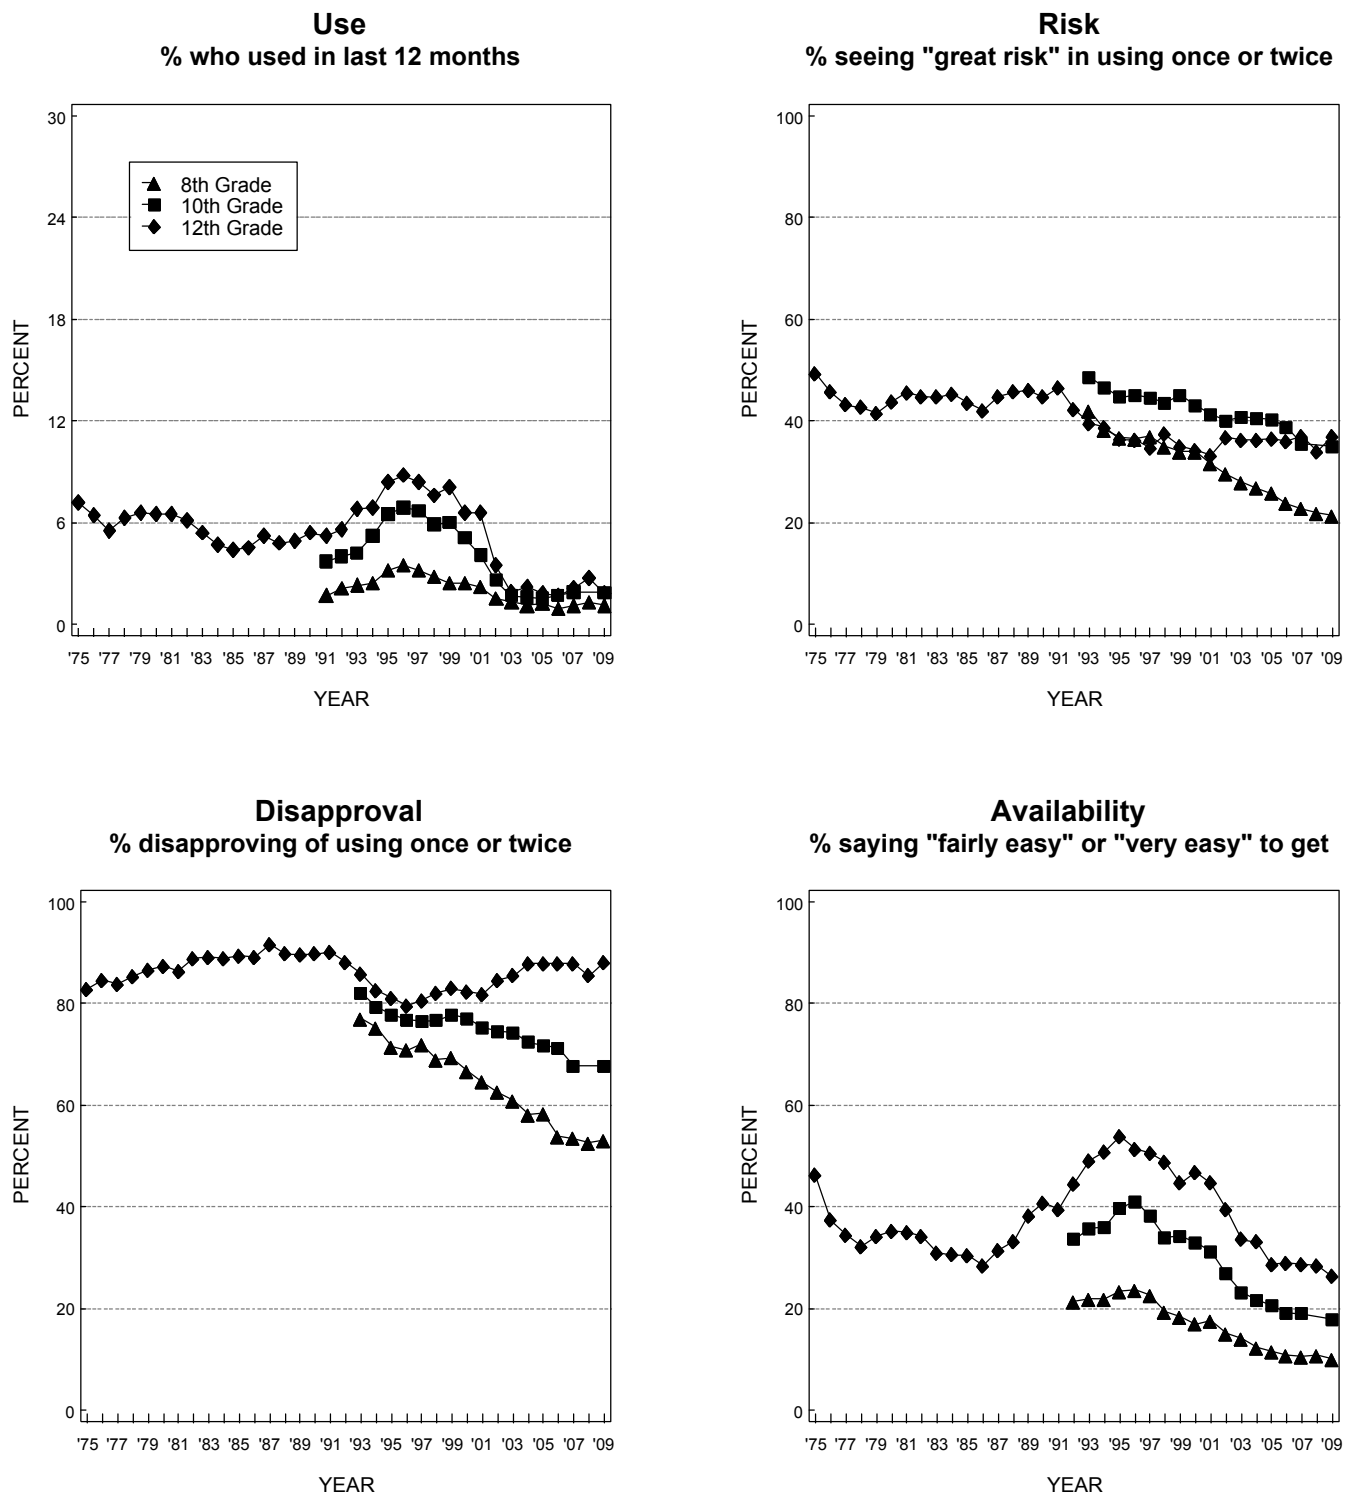 Use
% who used in last 12 months
PERCENT
30
24
18
12
6
0
8th Grade
10th Grade
12th Grade
'75 '77 '79 '81 '83 '85 '87 '89 '91 '93 '95 '97 '99 '01 '03 '05 '07 '09
YEAR
Risk
% seeing "great risk" in using once or twice
PERCENT
100
80
60
40
20
0
'75 '77 '79 '81 '83 '85 '87 '89 '91 '93 '95 '97 '99 '01 '03 '05 '07 '09
YEAR
Disapproval
% disapproving of using once or twice
PERCENT
100
80
60
40
20
0
'75 '77 '79 '81 '83 '85 '87 '89 '91 '93 '95 '97 '99 '01 '03 '05 '07 '09
YEAR
Availability
% saying "fairly easy" or "very easy" to get
PERCENT
100
80
60
40
20
0
'75 '77 '79 '81 '83 '85 '87 '89 '91 '93 '95 '97 '99 '01 '03 '05 '07 '09
YEAR